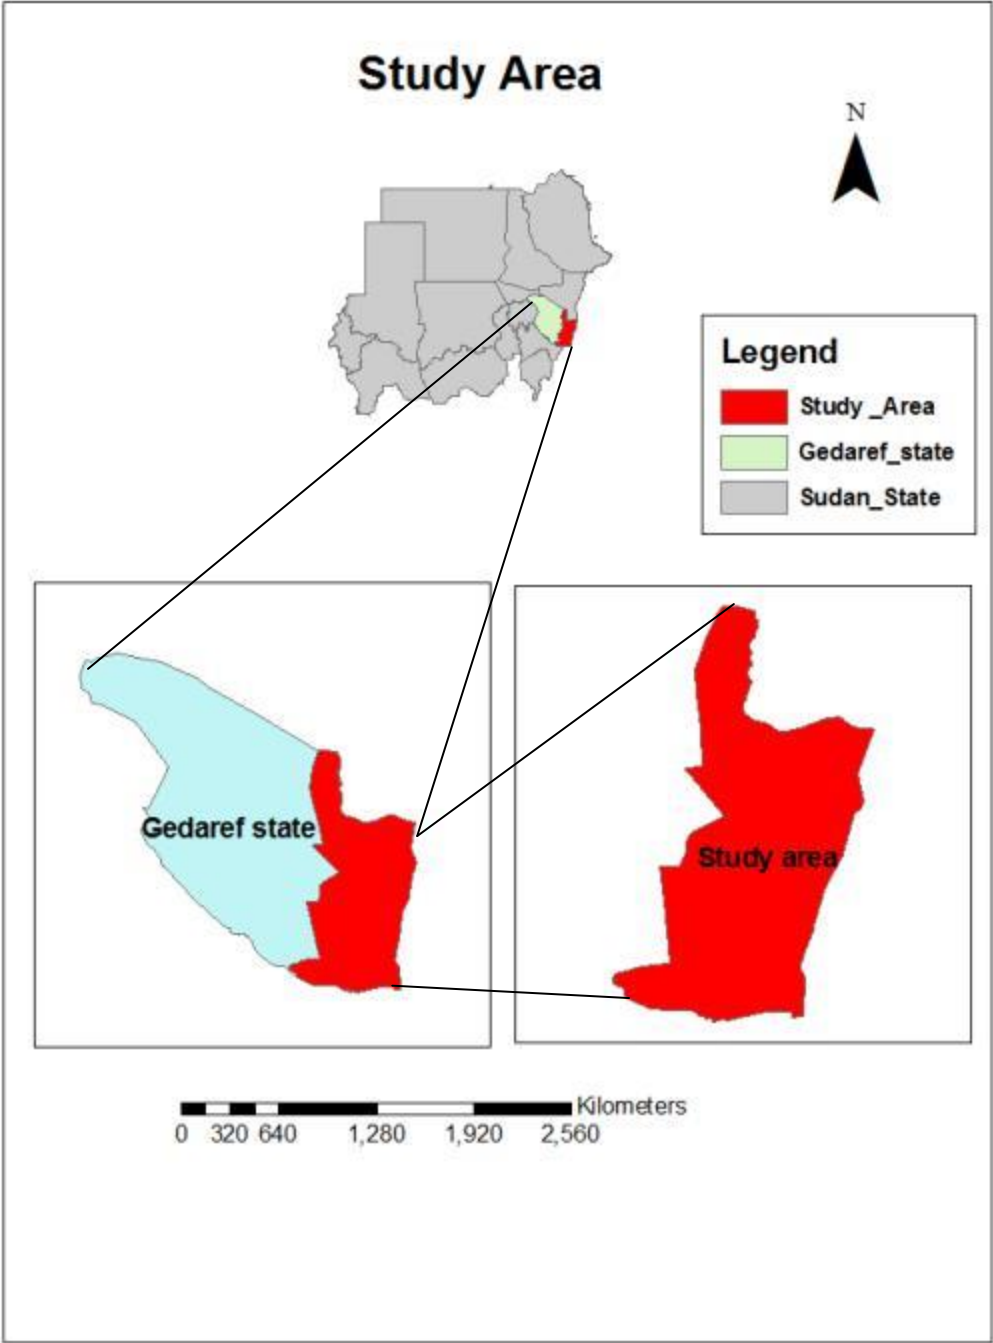 Study Area
N
Legend
Study _Area
Gedaref_state
Sudan_State
Gedaref state
Study area
Kilometers
0 320 640 1,280 1,920 2,560